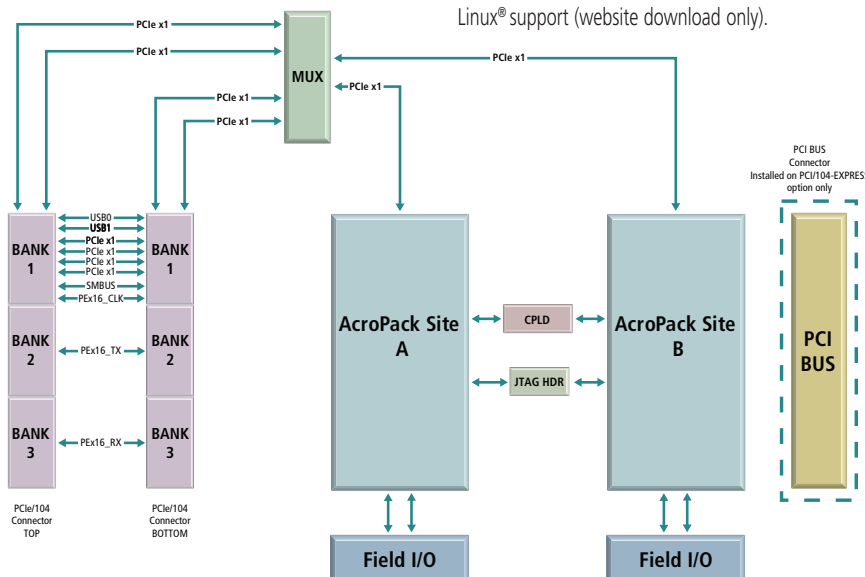 Linux® support (website download only).
PCIe x1
PCIe x1
MUX
PCIe x1
PCIe x1
PCIe x1
PCIe x1
PCI BUS
Connector
Installed on PCI/104-EXPRES
option only
USB0
USB1
PCIe x1
PCIe x1
PCIe x1
PCIe x1
SMBUS
PEx16_CLK
BANK
1
BANK
1
BANK
2
PEx16_TX
BANK
2
BANK
3
PEx16_RX
BANK
3
PCIe/104
Connector
TOP
PCIe/104
Connector
BOTTOM
AcroPack Site
A
CPLD
JTAG HDR
AcroPack Site
B
PCI
BUS
Field I/O
Field I/O